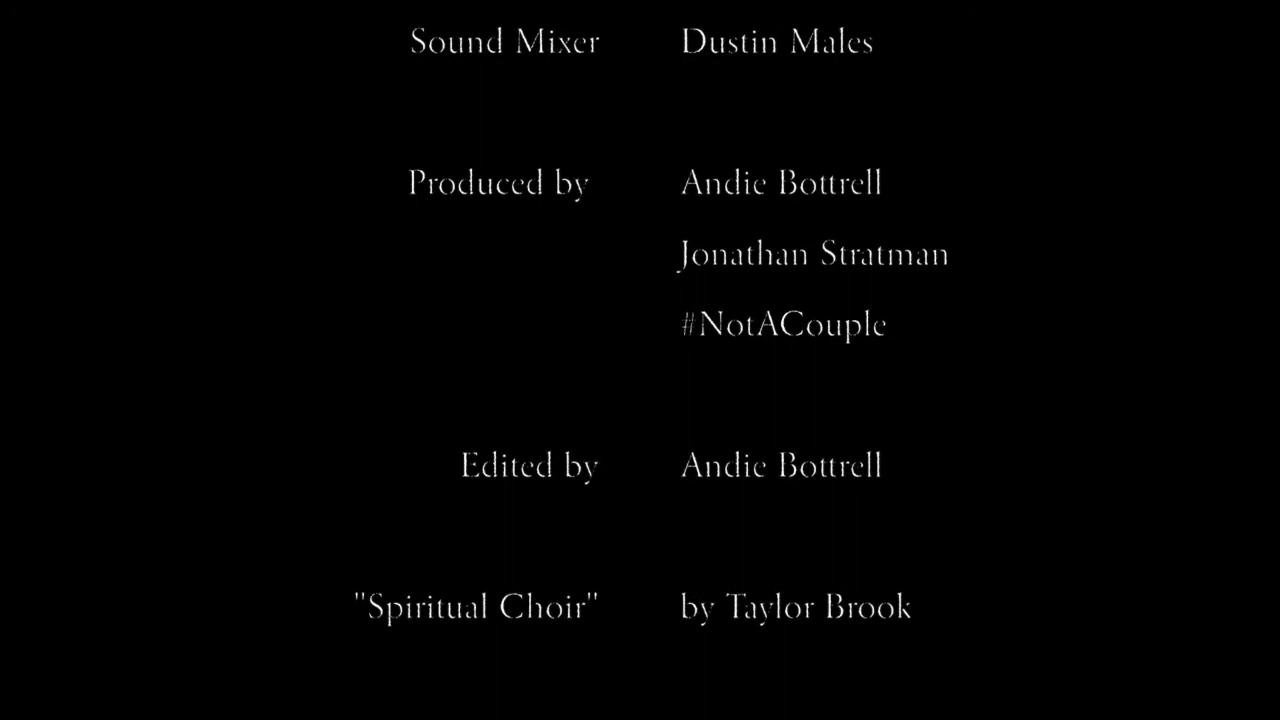 Sound Mixer Dustin Males
Produced by Andie Bottrell
Jonathan Stratman
#NotACouple
Edited by Andie Bottrell
"Spiritual Choir" by Taylor Brook